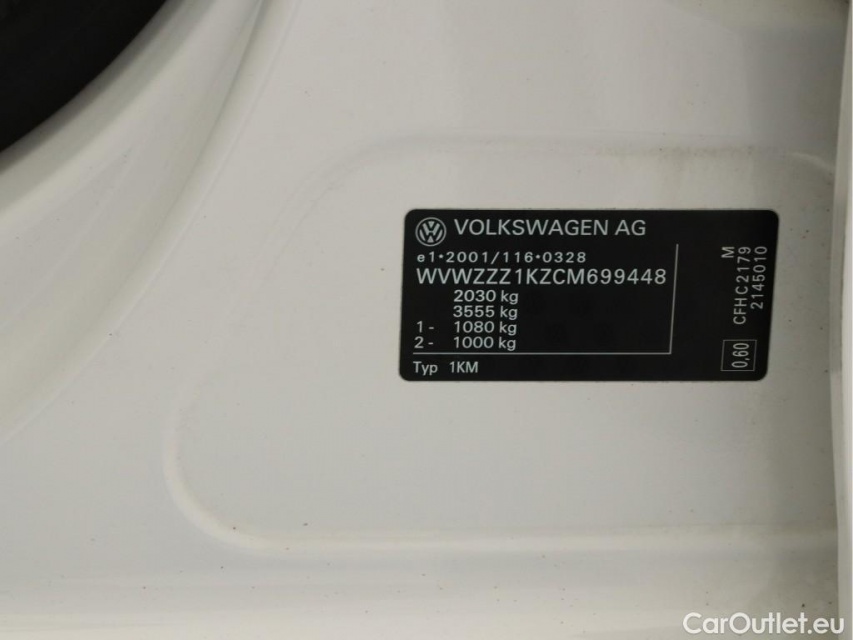 VOLKSWAGEN AG
e1•2001/116•0328
WVWZZZ1KZCM699448
2030 kg
3555 kg
1- 1080 kg
2- 1000 kg
Typ 1KM
M
CFHC2179
2145010
0,60
CarOutlet.eu